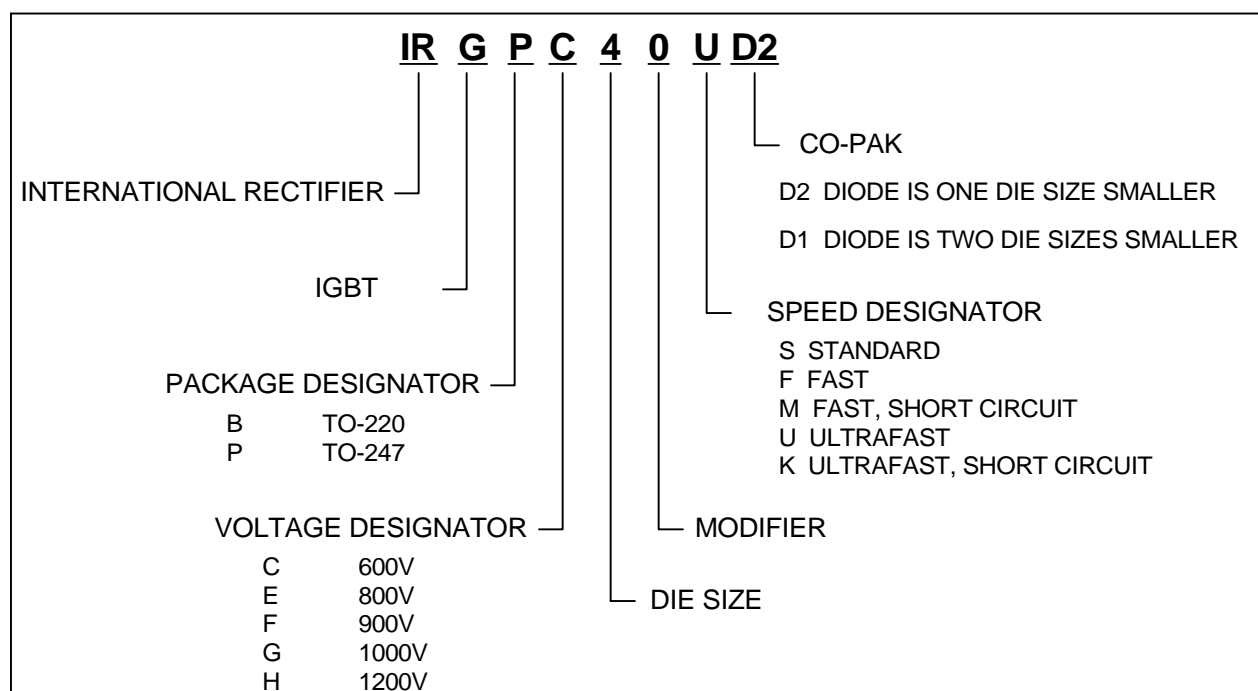 IR G P C 4 0 U D2
CO-PAK
D2 DIODE IS ONE DIE SIZE SMALLER
D1 DIODE IS TWO DIE SIZES SMALLER
INTERNATIONAL RECTIFIER
IGBT
SPEED DESIGNATOR
S STANDARD
F FAST
M FAST, SHORT CIRCUIT
U ULTRAFAST
K ULTRAFAST, SHORT CIRCUIT
PACKAGE DESIGNATOR
B TO-220
P TO-247
VOLTAGE DESIGNATOR
C 600V
E 800V
F 900V
G 1000V
H 1200V
MODIFIER
DIE SIZE